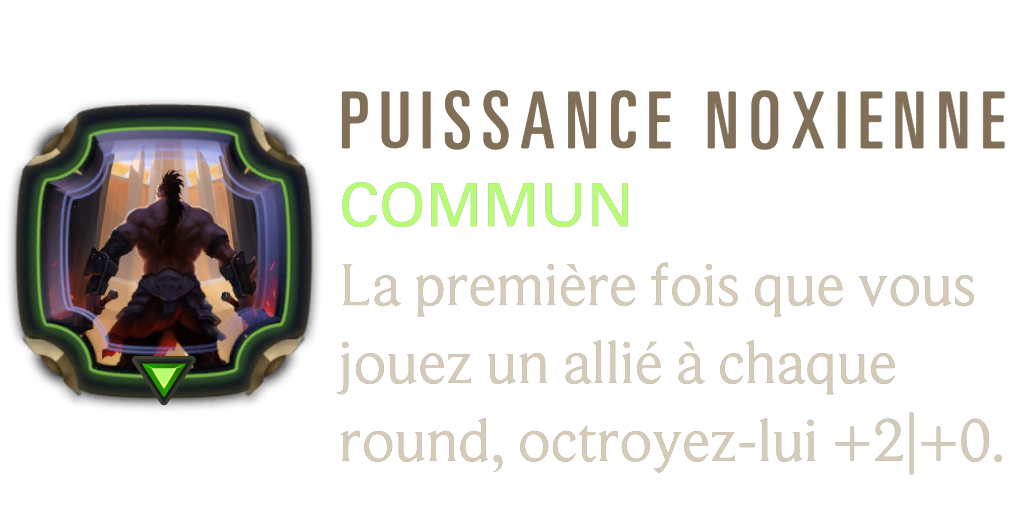 PUISSANCE NOXIENNE
COMMUN
La première fois que vous
jouez un allié à chaque
round, octroyez-lui +2|+0.